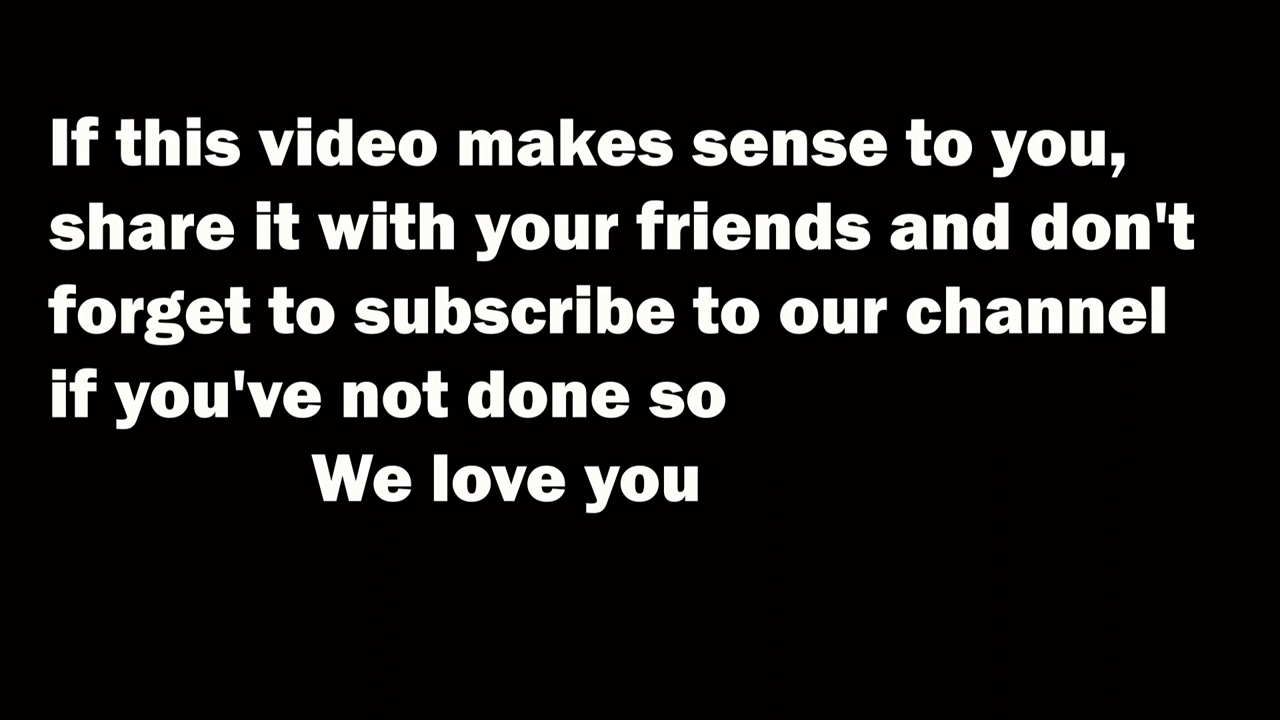 If this video makes sense to you,
share it with your friends and don't
forget to subscribe to our channel
if you've not done so
We love you